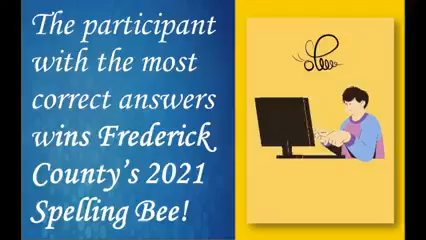 The participant
with the most
correct answers
wins Frederick
County's 2021
Spelling Bee!